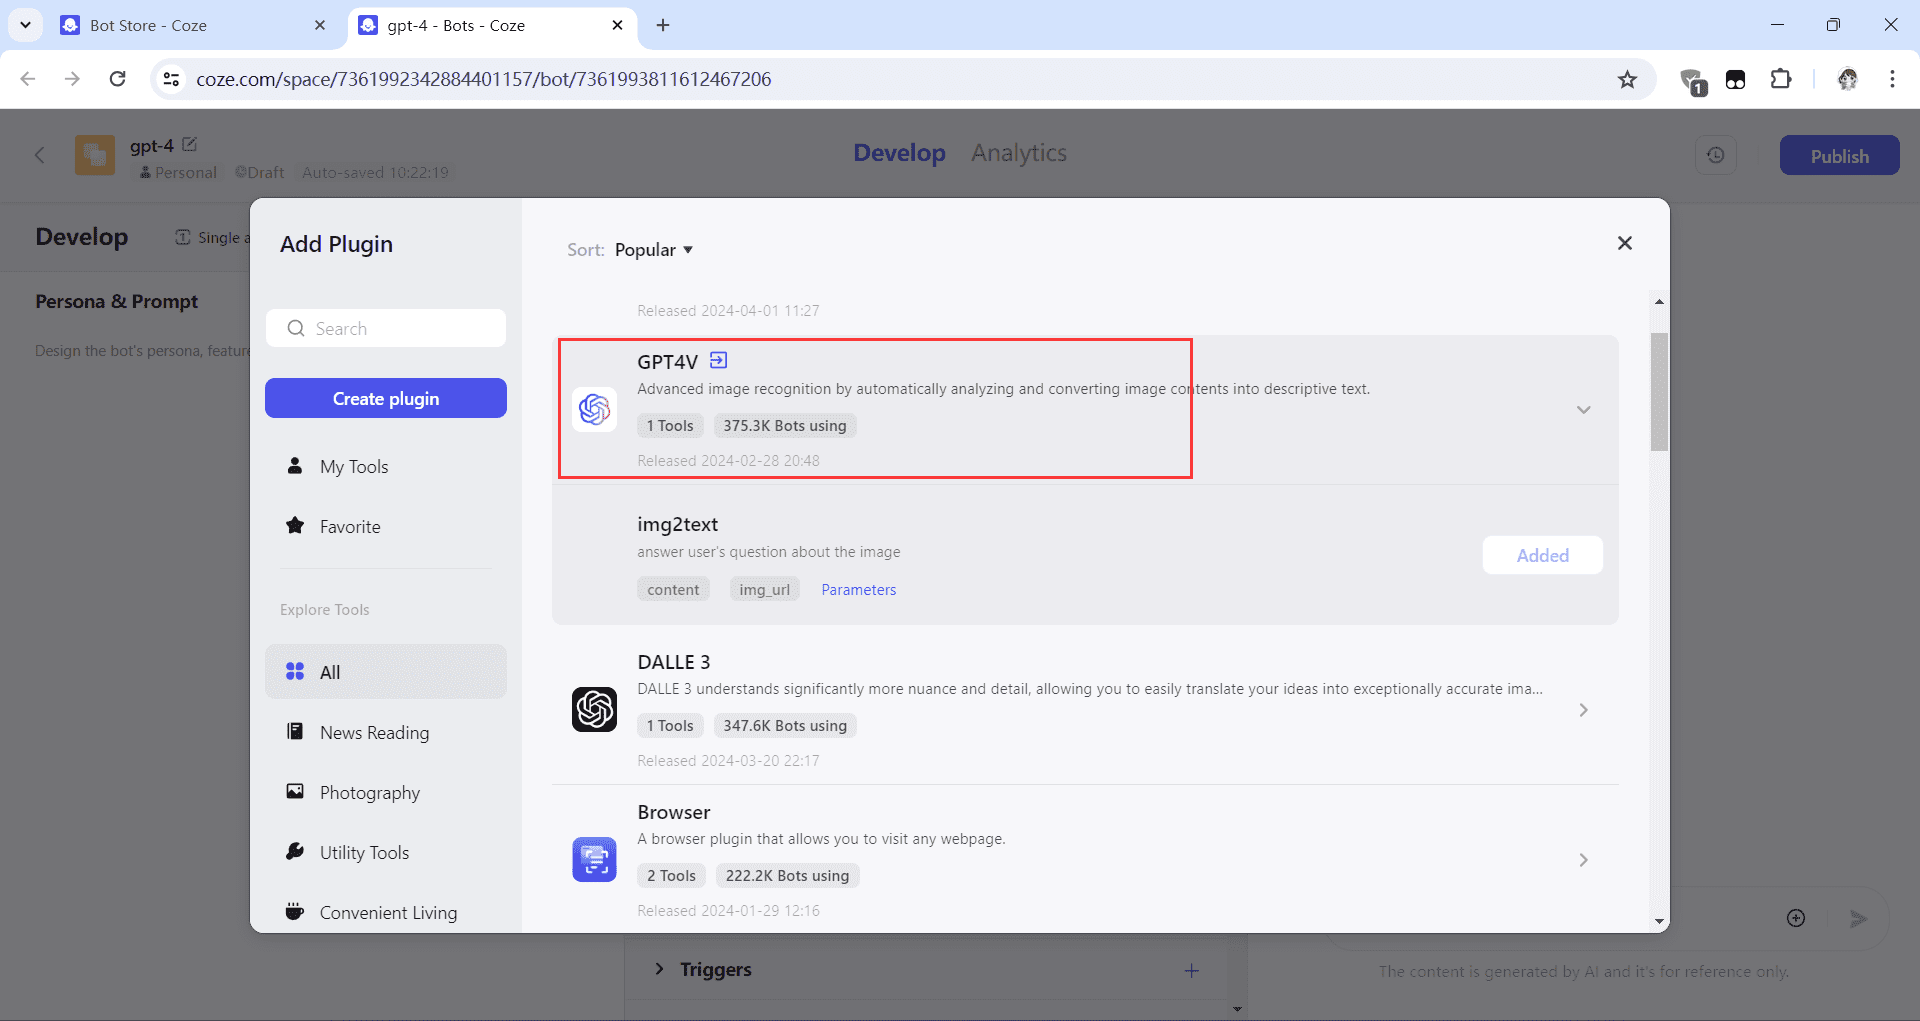 Bot Store - Coze
gpt-4 - Bots - Coze
coze.com/space/7361992342884401157/bot/7361993811612467206
1
gpt-4
Personal
Draft
Auto-saved 10:22:19
Develop
Analytics
Publish
Develop
Single a
Persona & Prompt
Design the bot's persona, feature
Add Plugin
Search
Create plugin
My Tools
Favorite
Explore Tools
All
News Reading
Photography
Utility Tools
Convenient Living
Sort: Popular
Released 2024-04-01 11:27
GPT4V
Advanced image recognition by automatically analyzing and converting image contents into descriptive text.
1 Tools
375.3K Bots using
Released 2024-02-28 20:48
img2text
answer user's question about the image
content
img_url
Parameters
Added
DALLE 3
DALLE 3 understands significantly more nuance and detail, allowing you to easily translate your ideas into exceptionally accurate ima...
1 Tools
347.6K Bots using
Released 2024-03-20 22:17
Browser
A browser plugin that allows you to visit any webpage.
2 Tools
222.2K Bots using
Released 2024-01-29 12:16
Triggers
The content is generated by AI and it's for reference only.